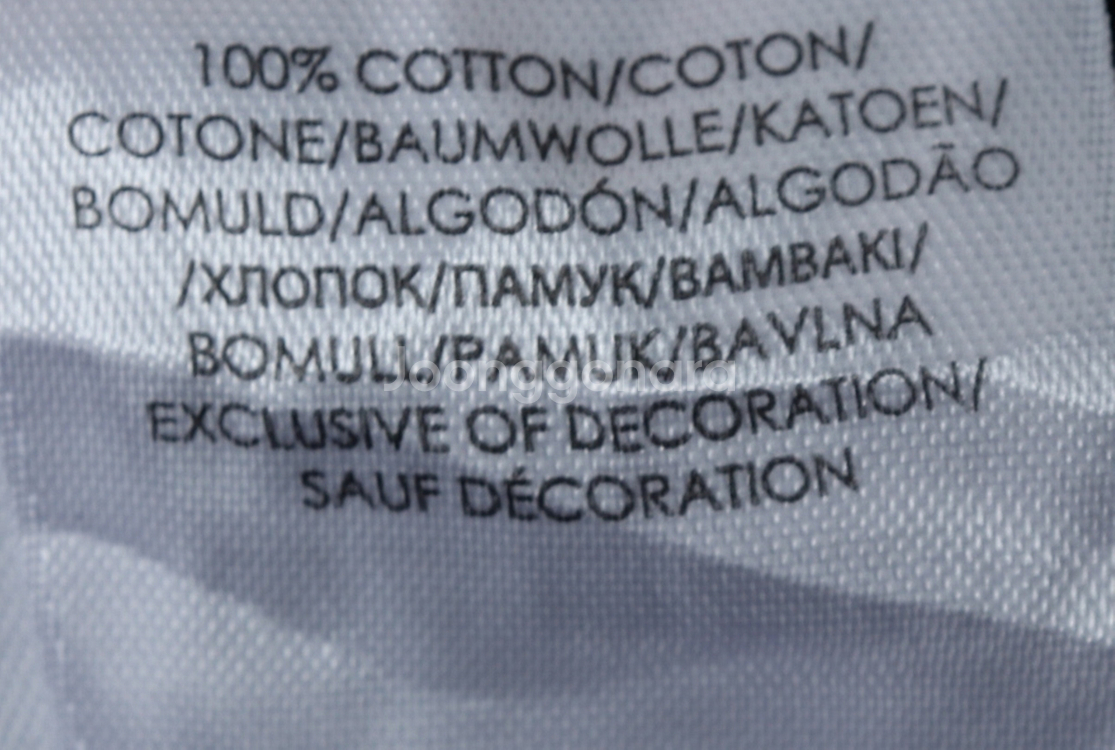 100% COTTON/COTON/
COTONE/BAUMWOLLE/KATOEN/
BOMULD/ALGODÓN/ALGODÃO
/ХЛОПОК/ПАМУК/BAMBAKI/
BOMULL/PAMUK/BAVLNA
Joonggonara
EXCLUSIVE OF DECORATION/
SAUF DÉCORATION